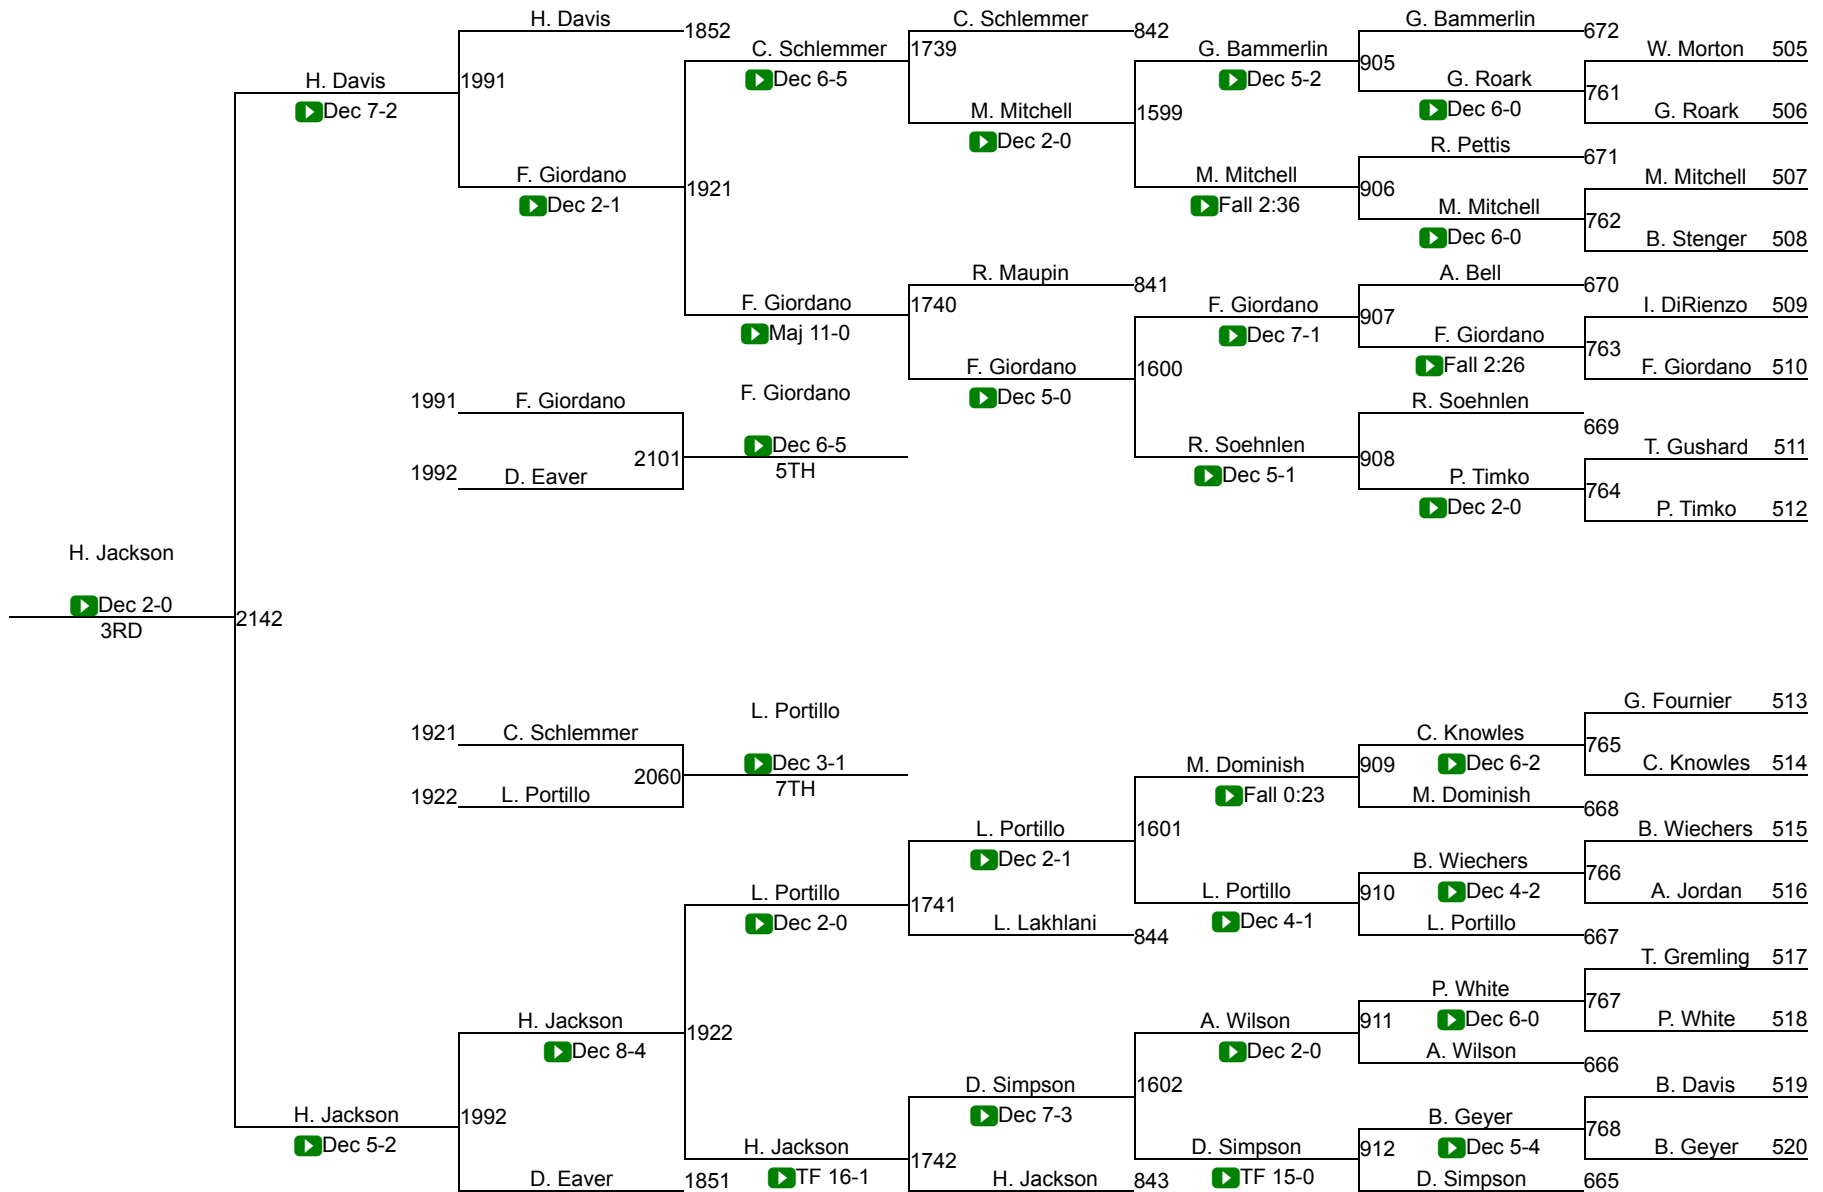 H. Davis
1852
C. Schlemmer
842
G. Bammerlin
672
C. Schlemmer
1739
G. Bammerlin
905
W. Morton 505
H. Davis
1991
Dec 6-5
Dec 5-2
G. Roark
761
Dec 7-2
M. Mitchell
1599
Dec 6-0
G. Roark 506
Dec 2-0
R. Pettis
671
F. Giordano
1921
M. Mitchell
906
M. Mitchell 507
Dec 2-1
Fall 2:36
M. Mitchell
762
Dec 6-0
B. Stenger 508
R. Maupin
841
A. Bell
670
F. Giordano
1740
F. Giordano
907
I. DiRienzo 509
Maj 11-0
Dec 7-1
F. Giordano
763
F. Giordano
1600
Fall 2:26
F. Giordano 510
1991 F. Giordano
F. Giordano
Dec 5-0
R. Soehnlen
669
2101
Dec 6-5
R. Soehnlen
908
T. Gushard 511
1992 D. Eaver
5TH
Dec 5-1
P. Timko
764
Dec 2-0
P. Timko 512
H. Jackson
Dec 2-0
3RD
2142
L. Portillo
G. Fournier 513
1921 C. Schlemmer
C. Knowles
765
2060
Dec 3-1
M. Dominish
909
Dec 6-2
C. Knowles 514
1922 L. Portillo
7TH
Fall 0:23
M. Dominish
668
L. Portillo
1601
B. Wiechers 515
Dec 2-1
B. Wiechers
766
L. Portillo
1741
L. Portillo
910
Dec 4-2
A. Jordan 516
Dec 2-0
L. Lakhlani
844
Dec 4-1
L. Portillo
667
T. Gremling 517
P. White
767
H. Jackson
1922
A. Wilson
911
Dec 6-0
P. White 518
Dec 8-4
Dec 2-0
A. Wilson
666
D. Simpson
1602
B. Davis 519
H. Jackson
1992
Dec 7-3
B. Geyer
768
Dec 5-2
H. Jackson
1742
D. Simpson
912
Dec 5-4
B. Geyer 520
D. Eaver
1851
TF 16-1
H. Jackson
843
TF 15-0
D. Simpson
665